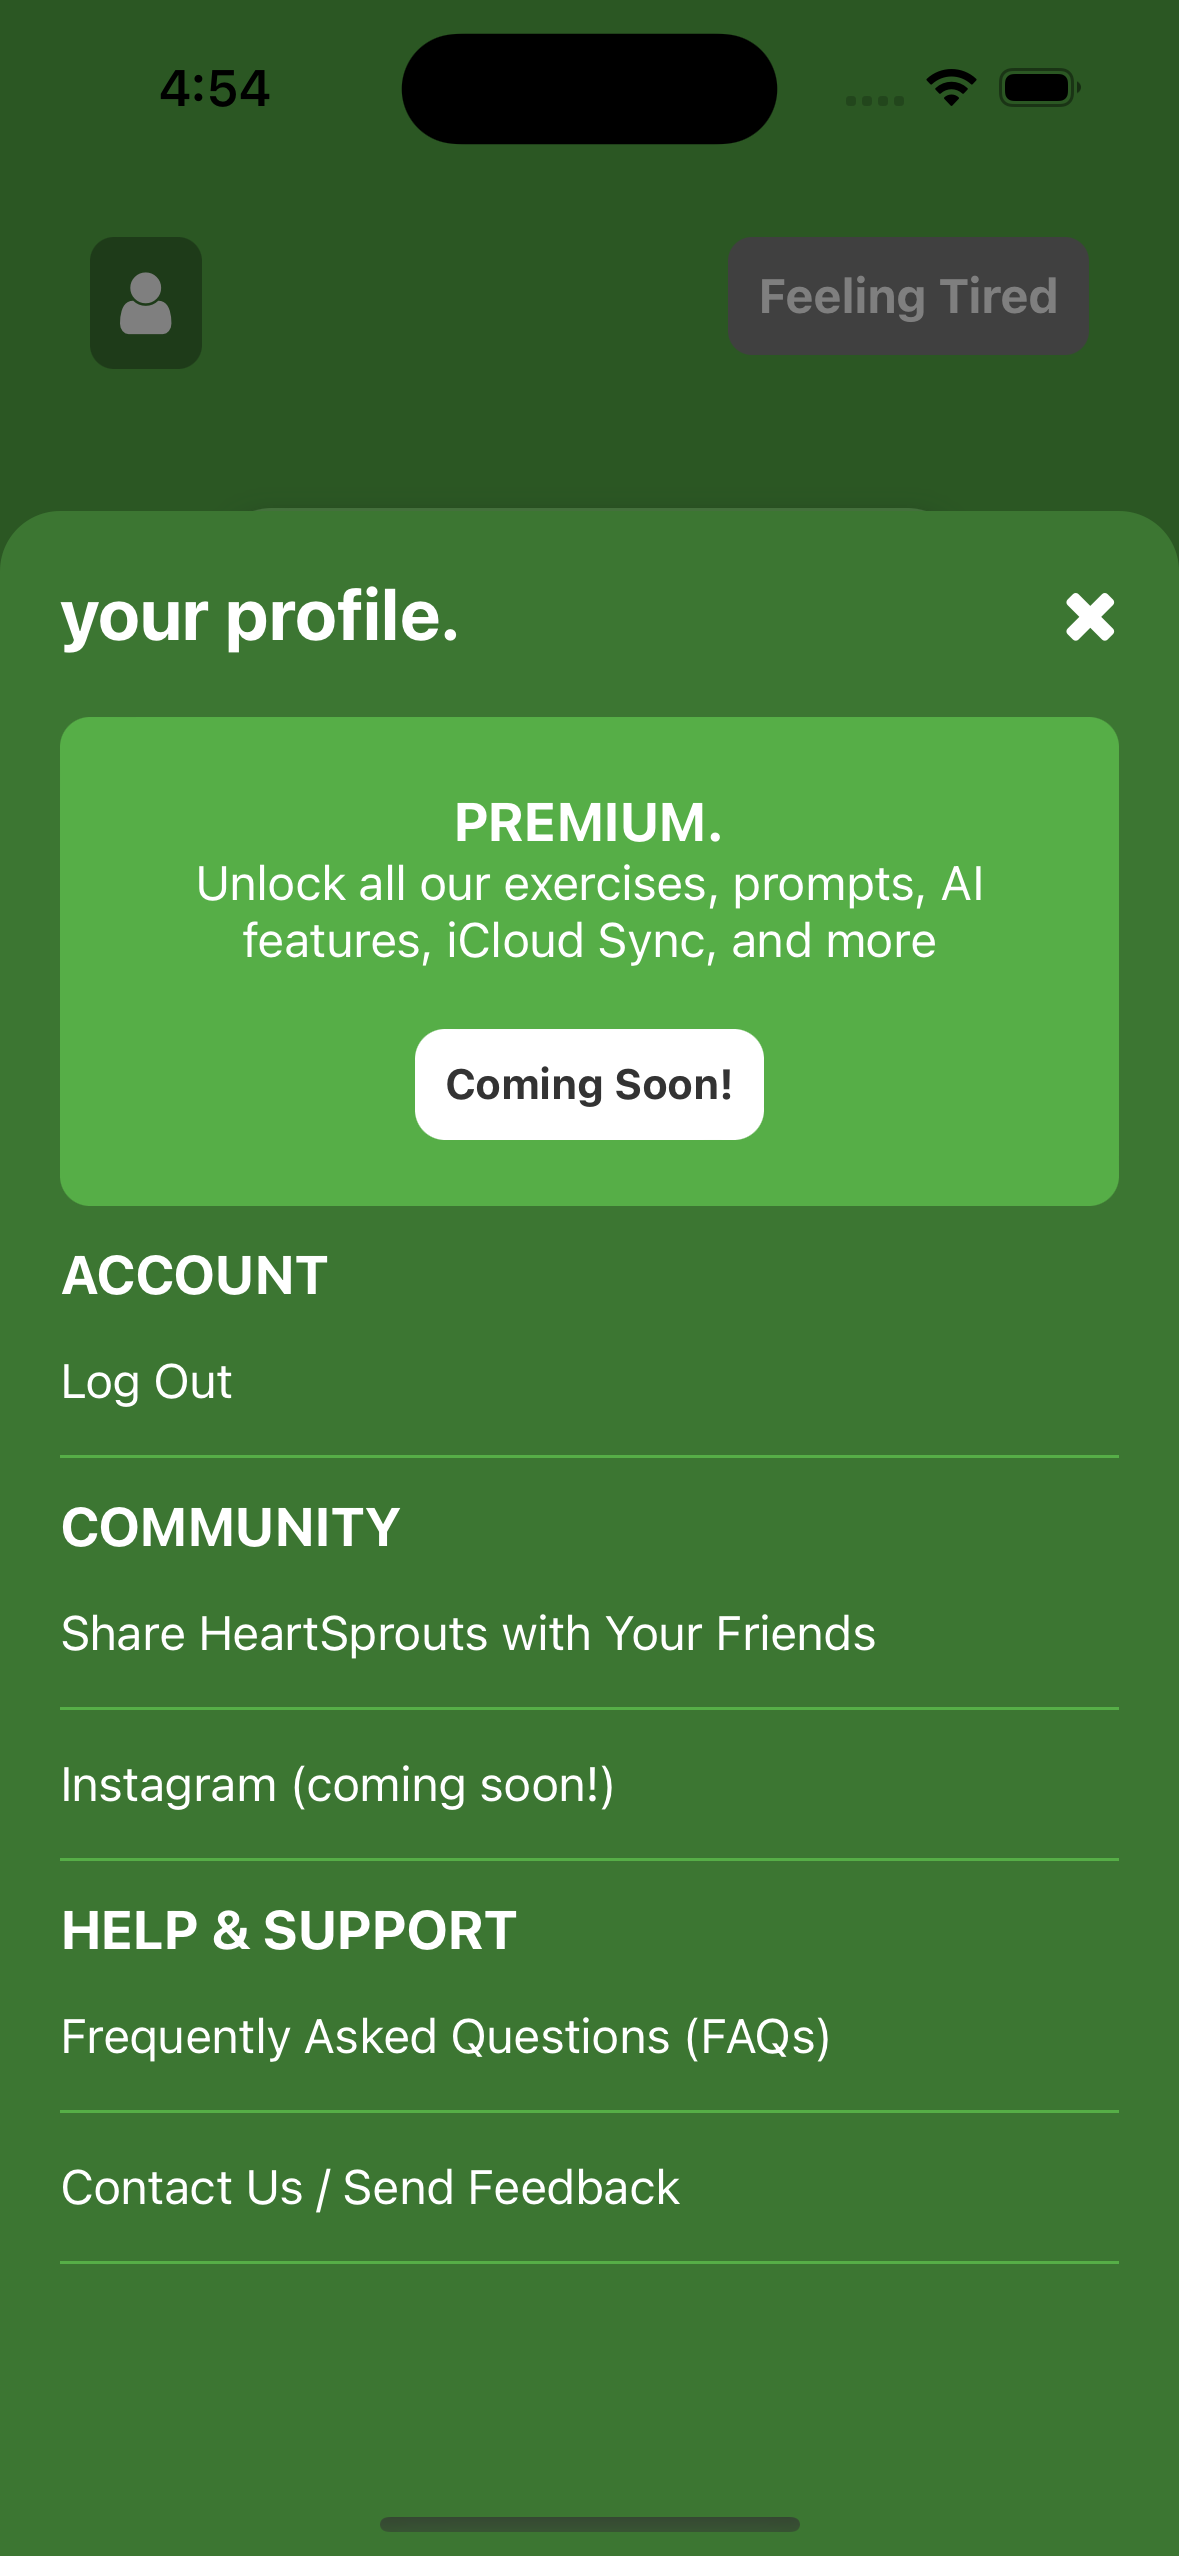 4:54
Feeling Tired
your profile.
PREMIUM.
Unlock all our exercises, prompts, AI
features, iCloud Sync, and more
Coming Soon!
ACCOUNT
Log Out
COMMUNITY
Share HeartSprouts with Your Friends
Instagram (coming soon!)
HELP & SUPPORT
Frequently Asked Questions (FAQs)
Contact Us / Send Feedback